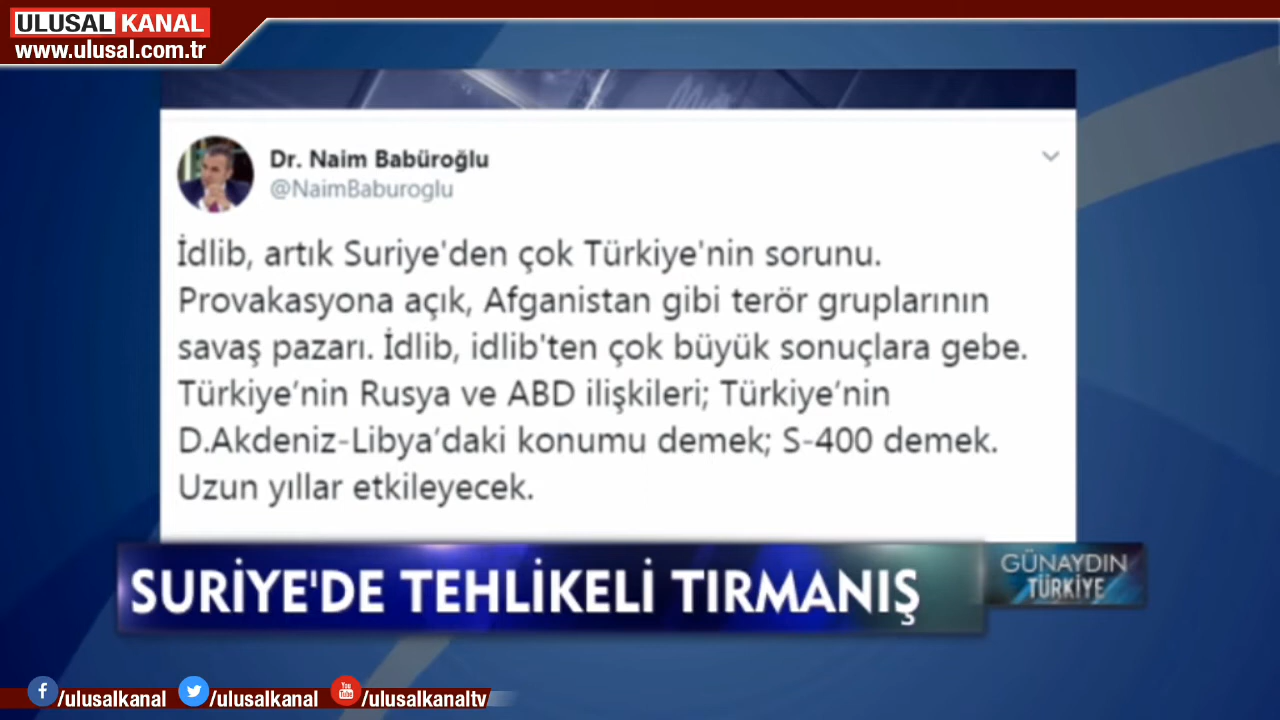 ULUSAL KANAL
www.ulusal.com.tr
Dr. Naim Babüroğlu
@NaimBaburoglu
İdlib, artık Suriye'den çok Türkiye'nin sorunu.
Provakasyona açık, Afganistan gibi terör gruplarının
savaş pazarı. İdlib, idlib'ten çok büyük sonuçlara gebe.
Türkiye’nin Rusya ve ABD ilişkileri; Türkiye’nin
D.Akdeniz-Libya’daki konumu demek; S-400 demek.
Uzun yıllar etkileyecek.
SURİYE'DE TEHLİKELİ TIRMANIŞ
GÜNAYDIN
TÜRKİYE
/ulusalkanal /ulusalkanal You Tube /ulusalkanaltv